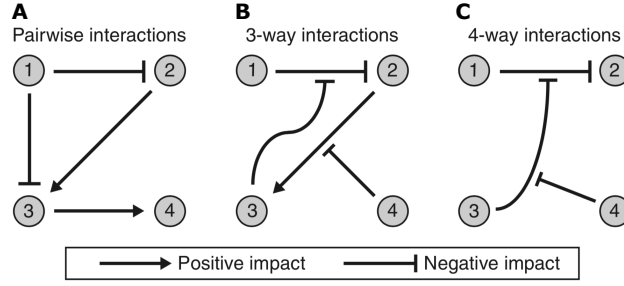 A
Pairwise interactions
1
2
3
4
B
3-way interactions
1
2
3
4
C
4-way interactions
1
2
3
4
Positive impact
Negative impact